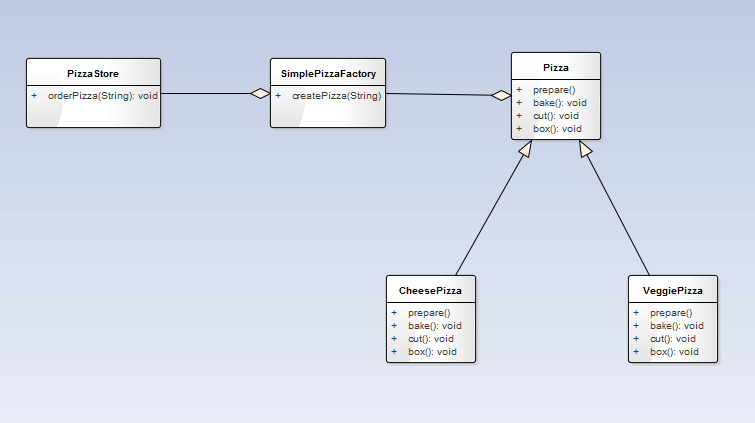 PizzaStore
+ orderPizza(String): void
SimplePizzaFactory
+ createPizza(String)
Pizza
+ prepare()
+ bake(): void
+ cut(): void
+ box(): void
CheesePizza
+ prepare()
+ bake(): void
+ cut(): void
+ box(): void
VeggiePizza
+ prepare()
+ bake(): void
+ cut(): void
+ box(): void